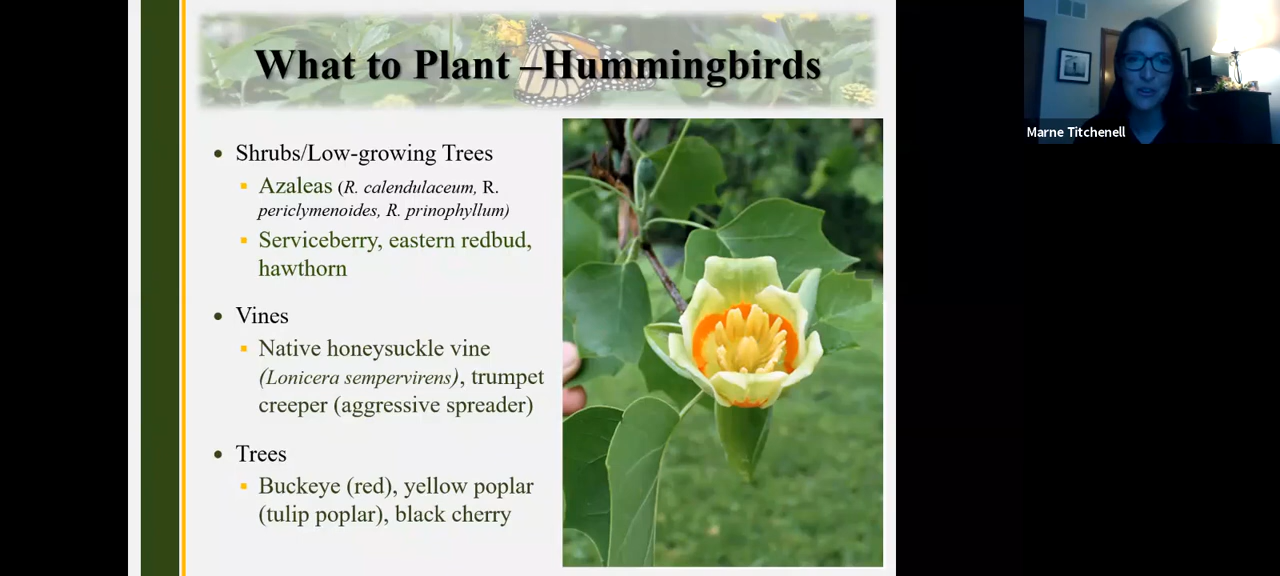 What to Plant –Hummingbirds
Shrubs/Low-growing Trees
Azaleas (R. calendulaceum, R.
periclymenoides, R. prinophyllum)
Serviceberry, eastern redbud,
hawthorn
Vines
Native honeysuckle vine
(Lonicera sempervirens), trumpet
creeper (aggressive spreader)
Trees
Buckeye (red), yellow poplar
(tulip poplar), black cherry
Marne Titchenell